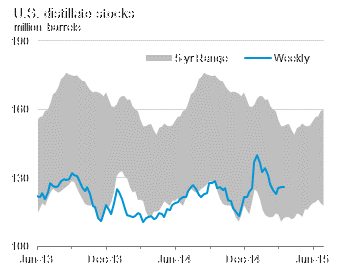 U.S. distillate stocks
million barrels
190
5-yr Range Weekly
160
130
100
Jun-13 Dec-13 Jun-14 Dec-14 Jun-15